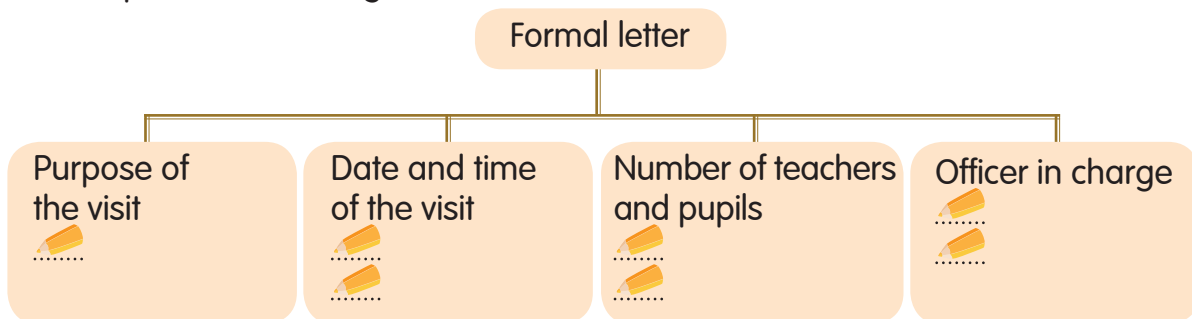 Formal letter
Purpose of
the visit
........
Date and time
of the visit
........
........
Number of teachers
and pupils
........
........
Officer in charge
........
........